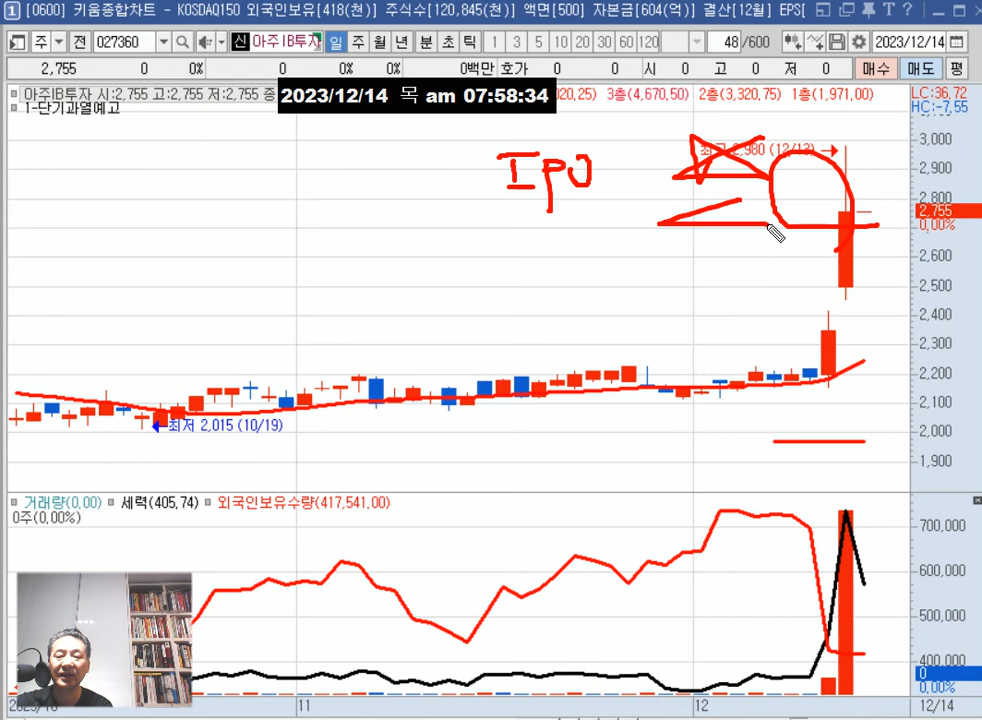 1 [0600] 키움종합차트 - KOSDAQ150 외국인보유[418(천)] 주식수[120,845(천)] 액면[500] 자본금[604(억)] 결산[12월] EPS[
주 전 027360 신 아주IB투자 일 주 월 년 분 초 틱 1 3 5 10 20 30 60 120 48 /600 2023/12/14
2,755 0 0% 0 0% 0% 0백만 호가 0 0 시 0 고 0 저 0 매수 매도 평
아주IB투자 시:2,755 고:2,755 저:2,755 종
2023/12/14 목 am 07:58:34
020,25) 3층(4,670,50) 2층(3,320,75) 1층(1,971,00)
LC:36,72
HC:-7,55
1-단기과열예고
3,000
최고 2,980 (12/13)
2,900
IPO
2,800
2,755
0,00%
2,600
2,500
2,400
2,300
2,200
2,100
최저 2,015 (10/19)
2,000
1,900
거래량(0,00) 세력(405,74) 외국인보유수량(417,541,00)
0주(0,00%)
700,000
600,000
500,000
400,000
0
0,00%
11 12 12/14